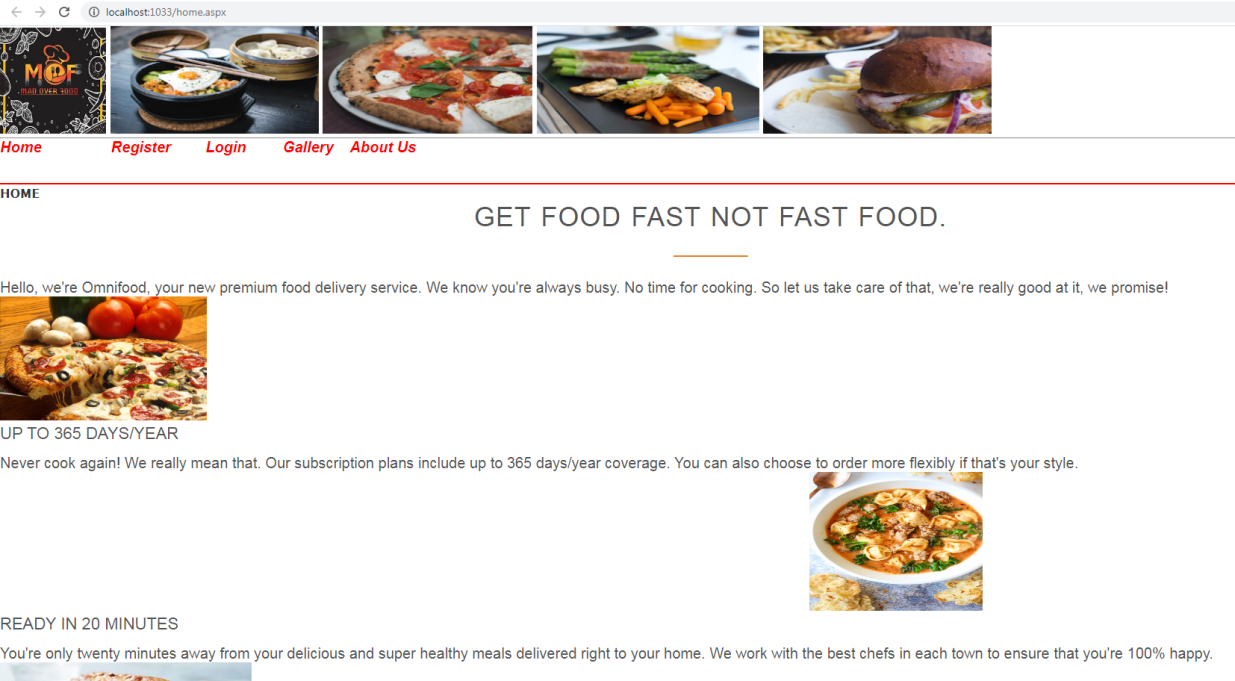 localhost:1033/home.aspx
MOF
MAD OVER FOOD
Home Register Login Gallery About Us
HOME
GET FOOD FAST NOT FAST FOOD.
Hello, we're Omnifood, your new premium food delivery service. We know you're always busy. No time for cooking. So let us take care of that, we're really good at it, we promise!
UP TO 365 DAYS/YEAR
Never cook again! We really mean that. Our subscription plans include up to 365 days/year coverage. You can also choose to order more flexibly if that's your style.
READY IN 20 MINUTES
You're only twenty minutes away from your delicious and super healthy meals delivered right to your home. We work with the best chefs in each town to ensure that you're 100% happy.